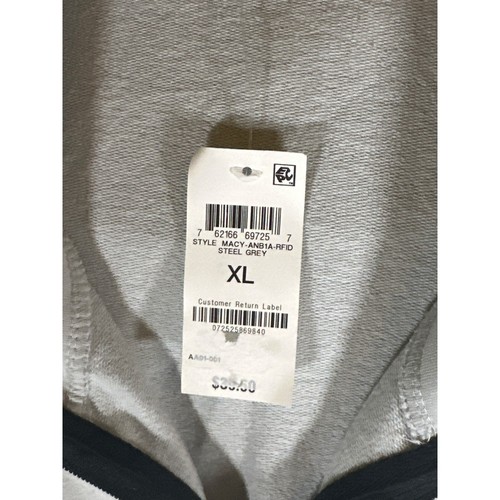 7 62166 69725 7
STYLE MACY-ANB1A-RFID
STEEL GREY
XL
Customer Return Label
072525869840